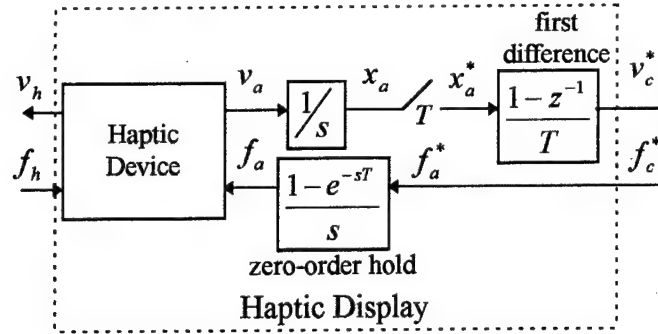 first
difference
v_h v_a x_a x_a^* v_c^*
1/s
T
1 - z^{-1}
T
Haptic
Device
f_h f_a f_a^* f_c^*
1 - e^{-sT}
s
zero-order hold
Haptic Display